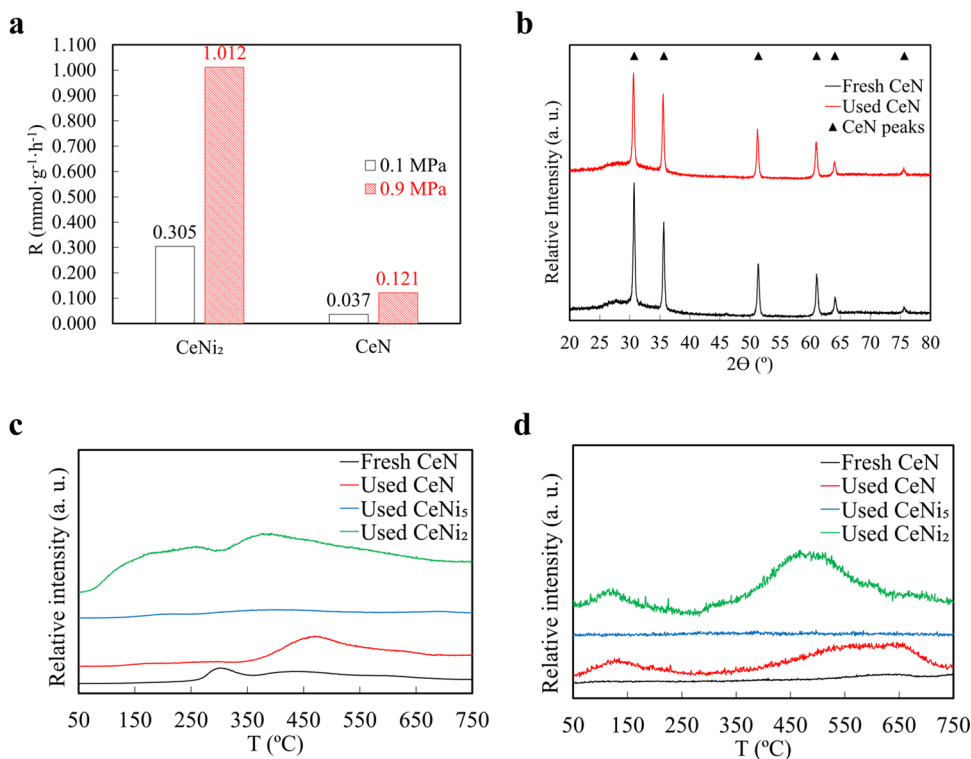 a
R (mmol·g⁻¹·h⁻¹)
1.100
1.000
0.900
0.800
0.700
0.600
0.500
0.400
0.300
0.200
0.100
0.000
0.305
1.012
0.037
0.121
0.1 MPa
0.9 MPa
CeNi₂
CeN
b
Relative Intensity (a. u.)
Fresh CeN
Used CeN
▲ CeN peaks
20 25 30 35 40 45 50 55 60 65 70 75 80
2Ɵ (º)
c
Relative intensity (a. u.)
Fresh CeN
Used CeN
Used CeNi₅
Used CeNi₂
50 150 250 350 450 550 650 750
T (ºC)
d
Relative intensity (a. u.)
Fresh CeN
Used CeN
Used CeNi₅
Used CeNi₂
50 150 250 350 450 550 650 750
T (ºC)